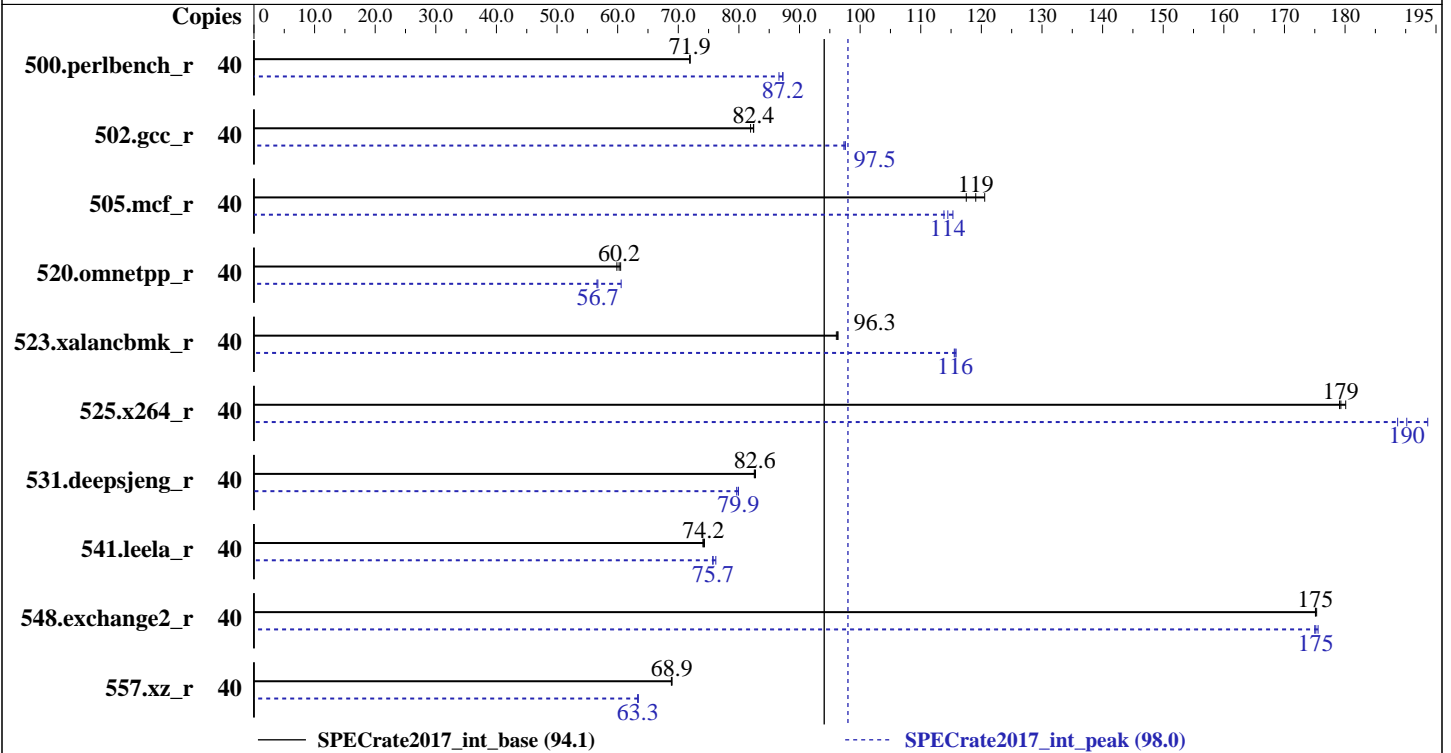 Copies 0 10.0 20.0 30.0 40.0 50.0 60.0 70.0 80.0 90.0 100 110 120 130 140 150 160 170 180 195
71.9
500.perlbench_r 40
87.2
82.4
502.gcc_r 40
97.5
119
505.mcf_r 40
114
60.2
520.omnetpp_r 40
56.7
96.3
523.xalancbmk_r 40
116
179
525.x264_r 40
190
82.6
531.deepsjeng_r 40
79.9
74.2
541.leela_r 40
75.7
175
548.exchange2_r 40
175
68.9
557.xz_r 40
63.3
SPECrate2017_int_base (94.1) SPECrate2017_int_peak (98.0)